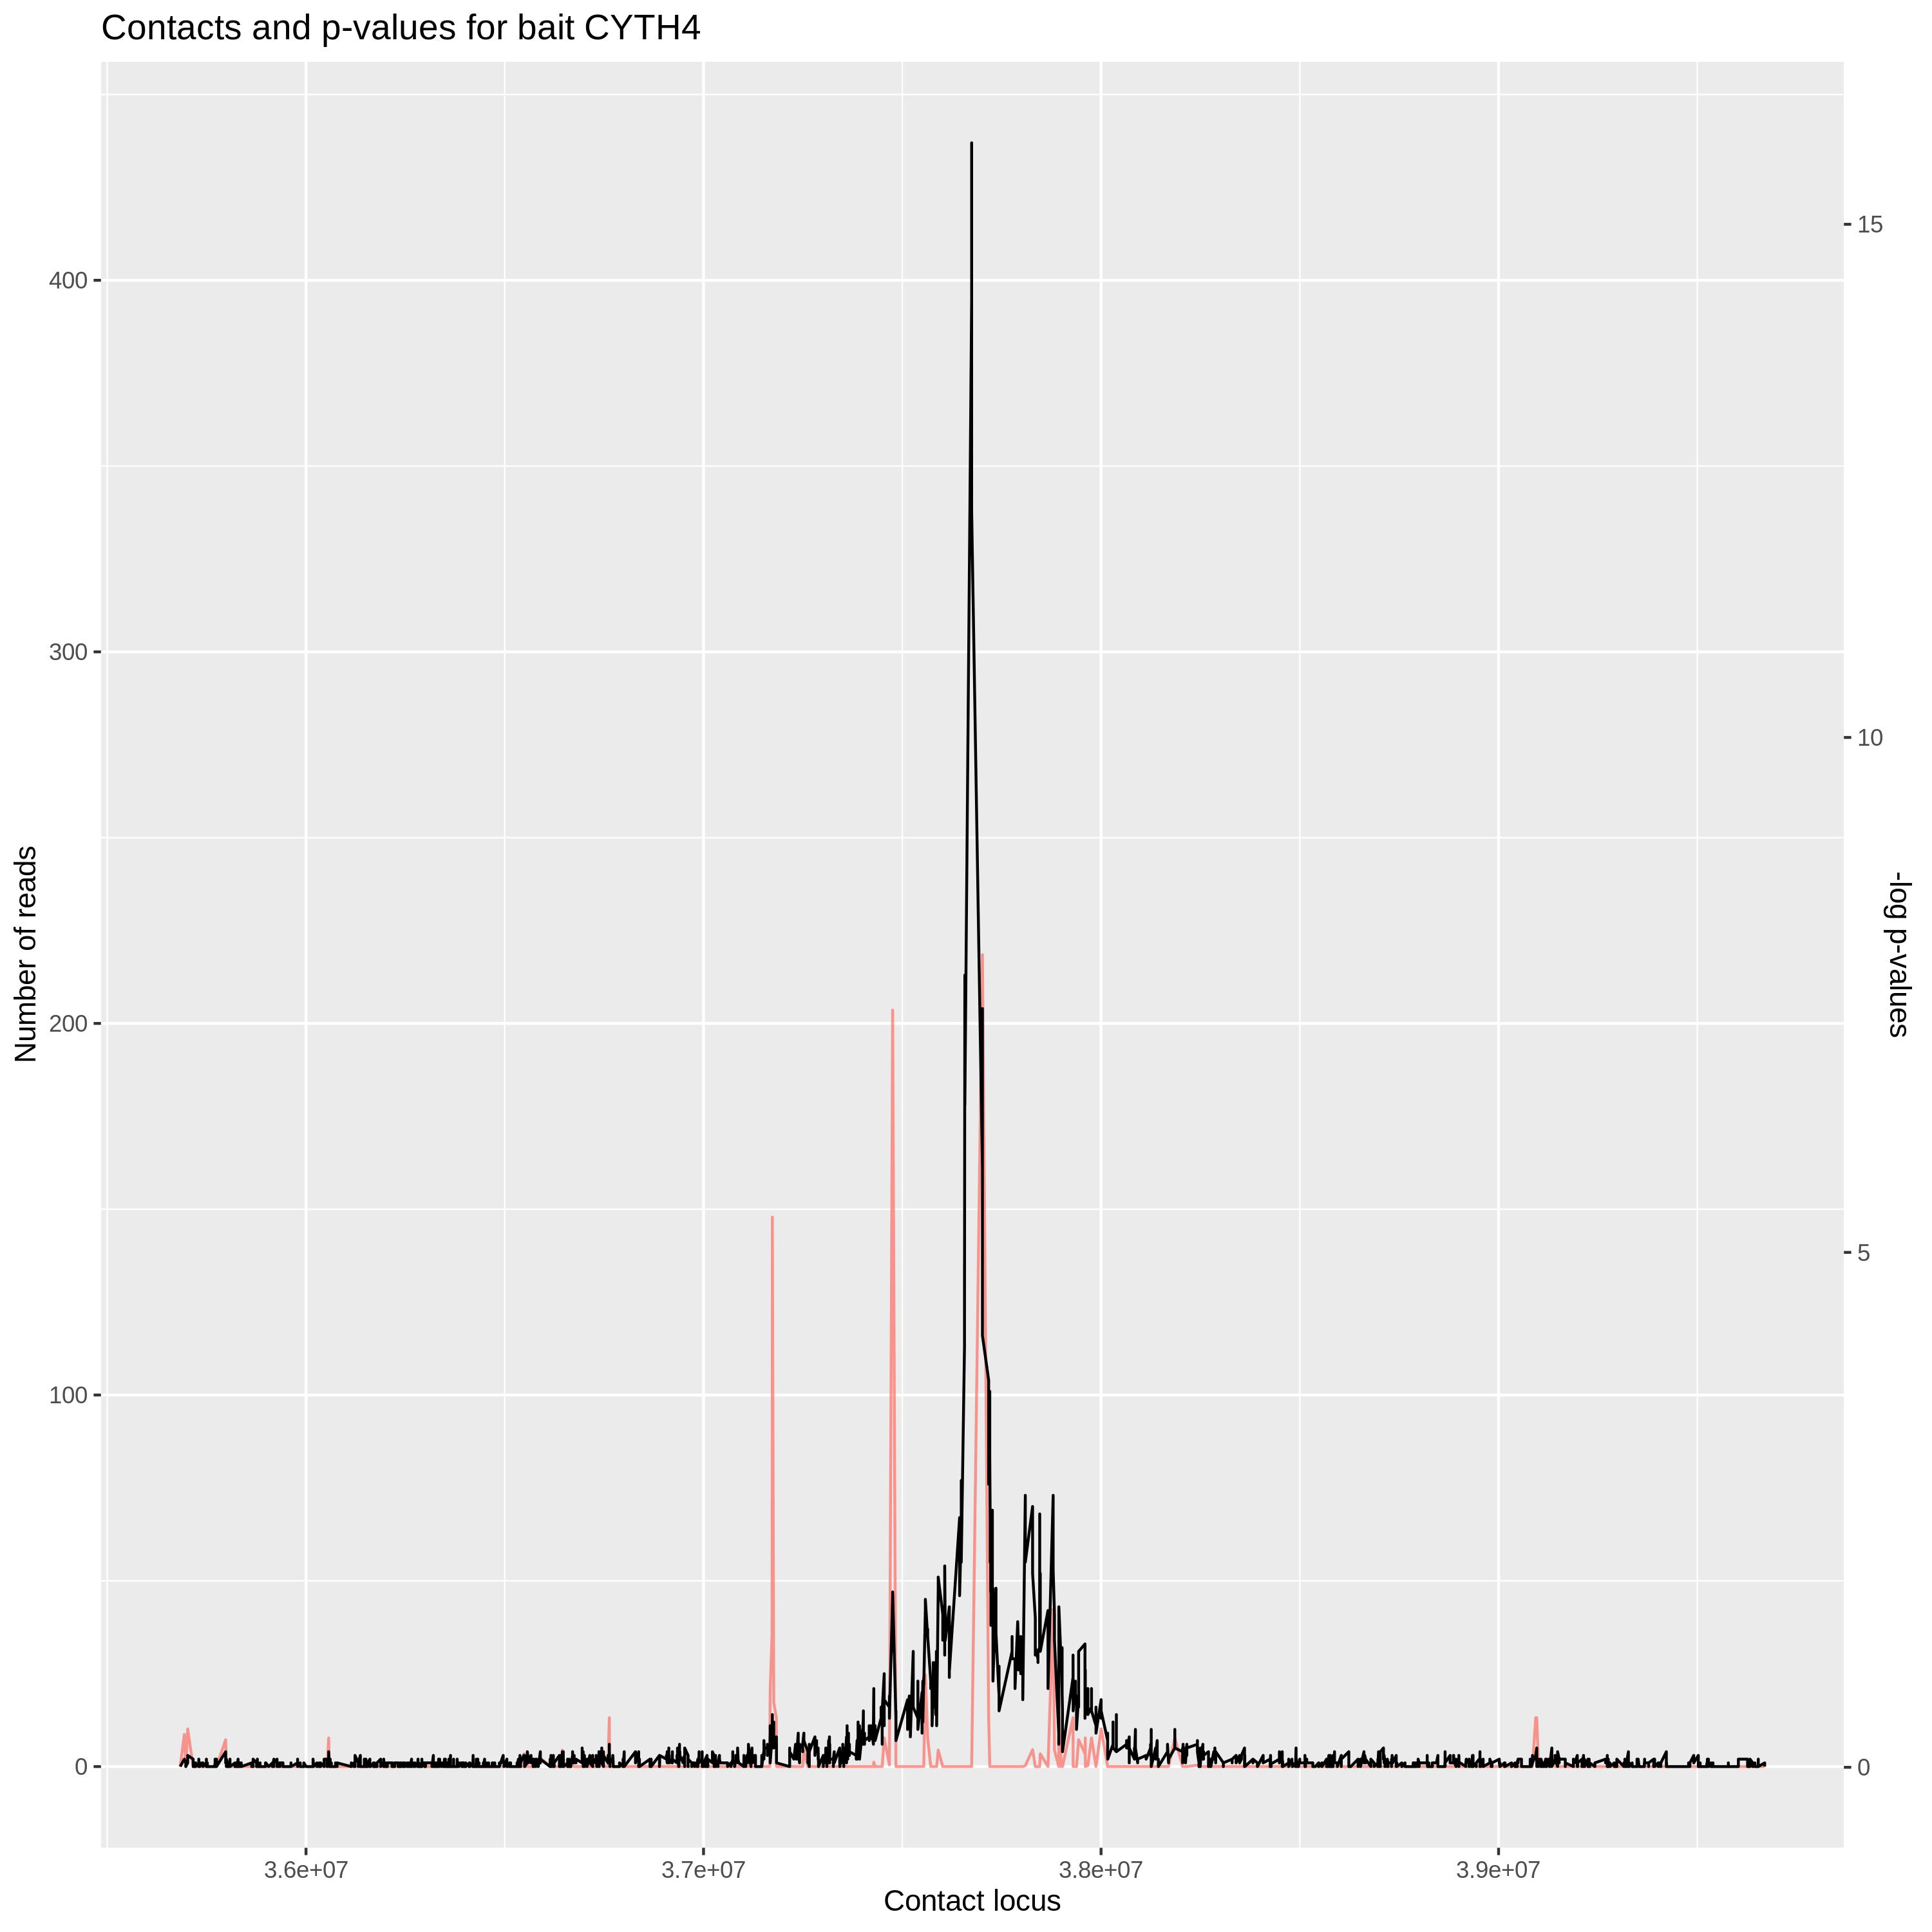 Contacts and p-values for bait CYTH4
400
300
200
100
0
Number of reads
15
10
5
0
-log p-values
3.6e+07
3.7e+07
3.8e+07
3.9e+07
Contact locus